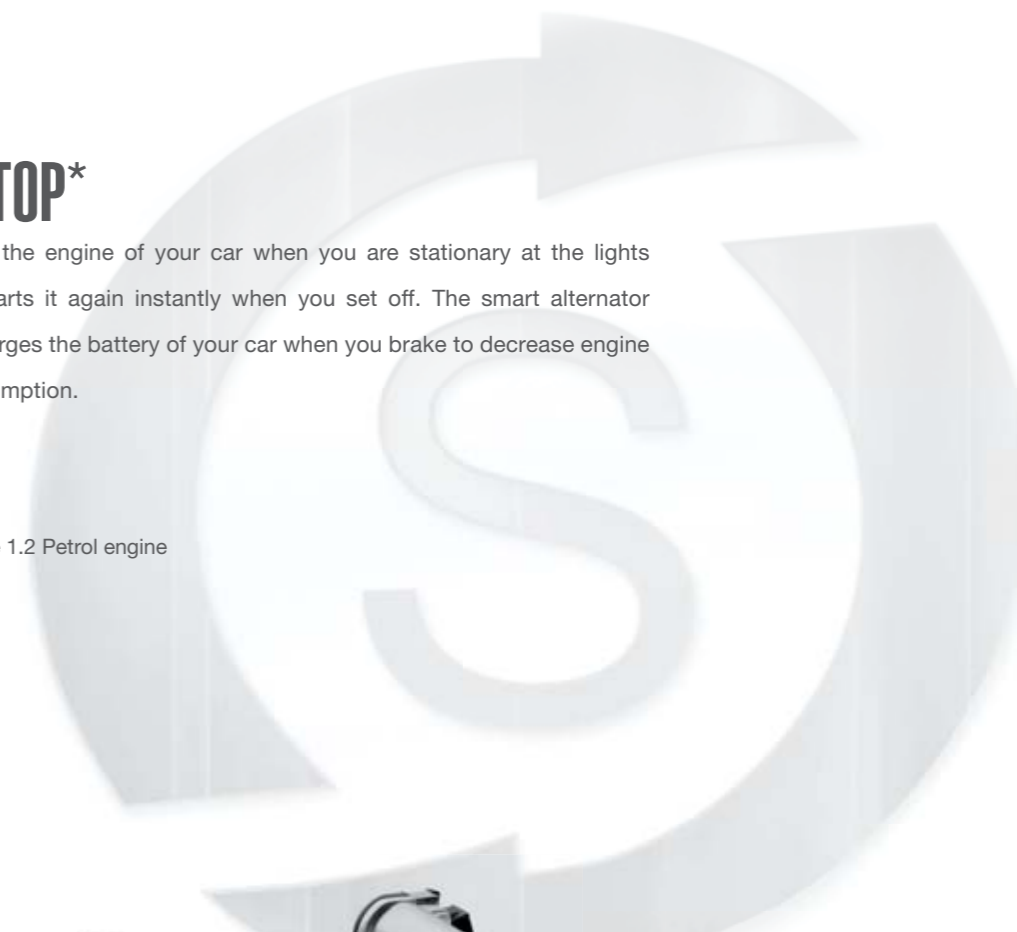 TOP*
the engine of your car when you are stationary at the lights
arts it again instantly when you set off. The smart alternator
rges the battery of your car when you brake to decrease engine
mption.
1.2 Petrol engine
S